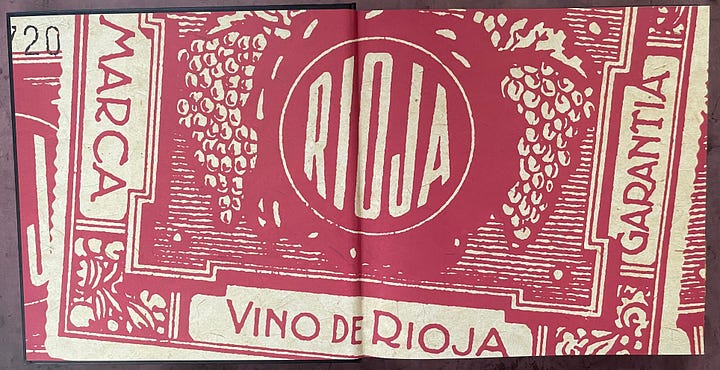 720
MARCA
RIOJA
GARANTIA
VINO DE RIOJA